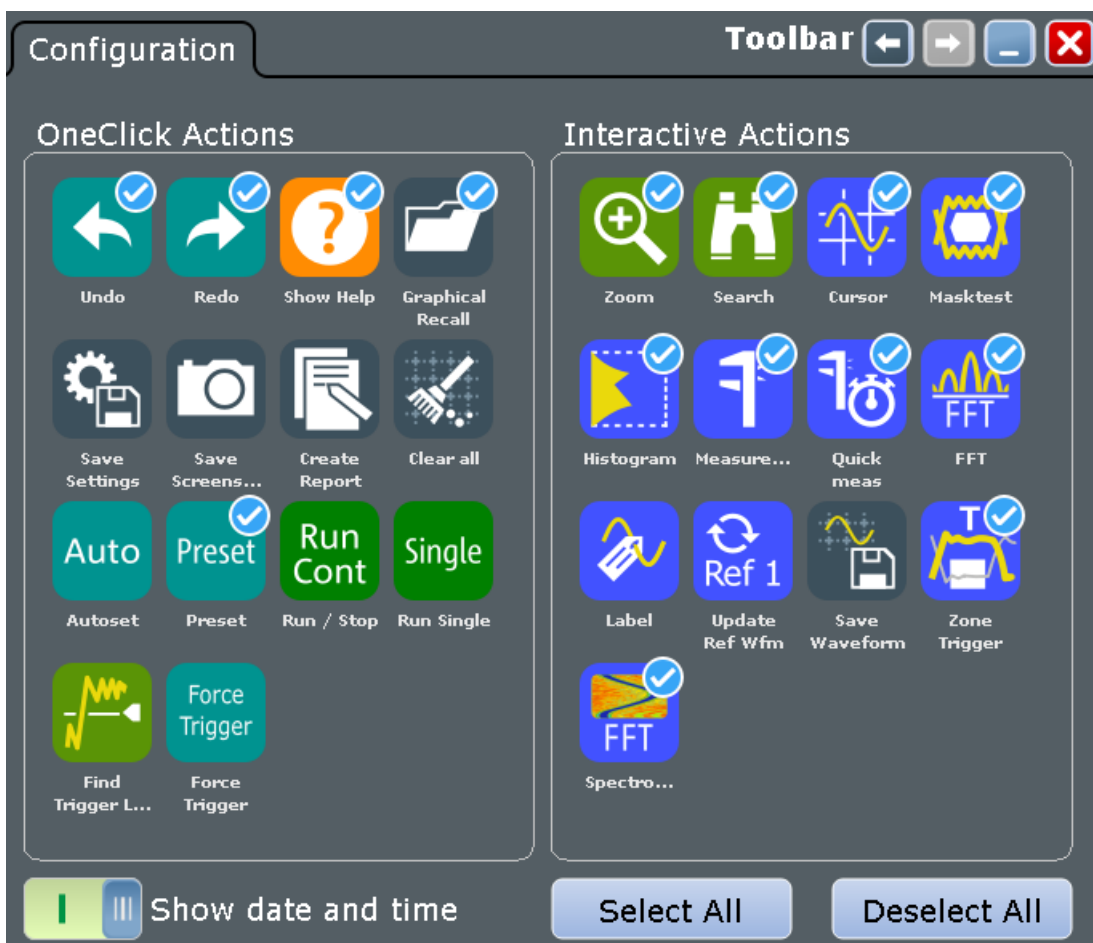 Configuration
Toolbar
OneClick Actions
Undo
Redo
?
Show Help
Graphical
Recall
Save
Settings
Save
Screens...
Create
Report
Clear all
Auto
Autoset
Preset
Preset
Run
Cont
Run / Stop
Single
Run Single
Find
Trigger L...
Force
Trigger
Force
Trigger
Interactive Actions
Zoom
Search
Cursor
Masktest
Histogram
Measure...
Quick
meas
FFT
FFT
Label
Ref 1
Update
Ref Wfm
Save
Waveform
T
Zone
Trigger
FFT
Spectro...
I
Show date and time
Select All
Deselect All